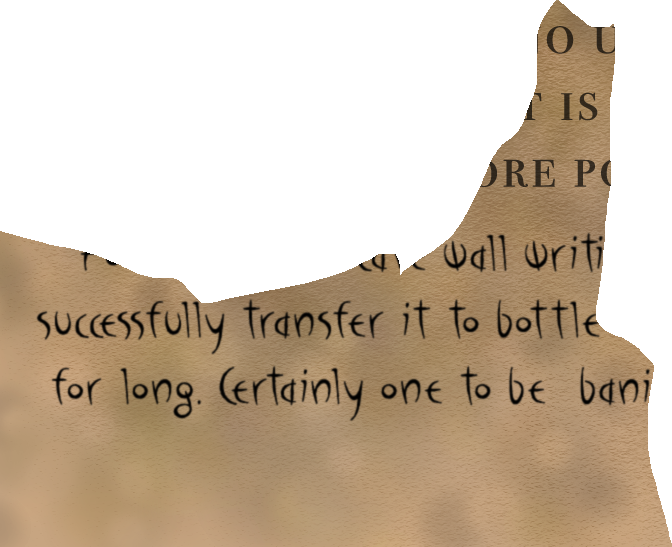 O U
T IS
ORE PO
wall writi
successfully transfer it to bottle
for long. Certainly one to be bani